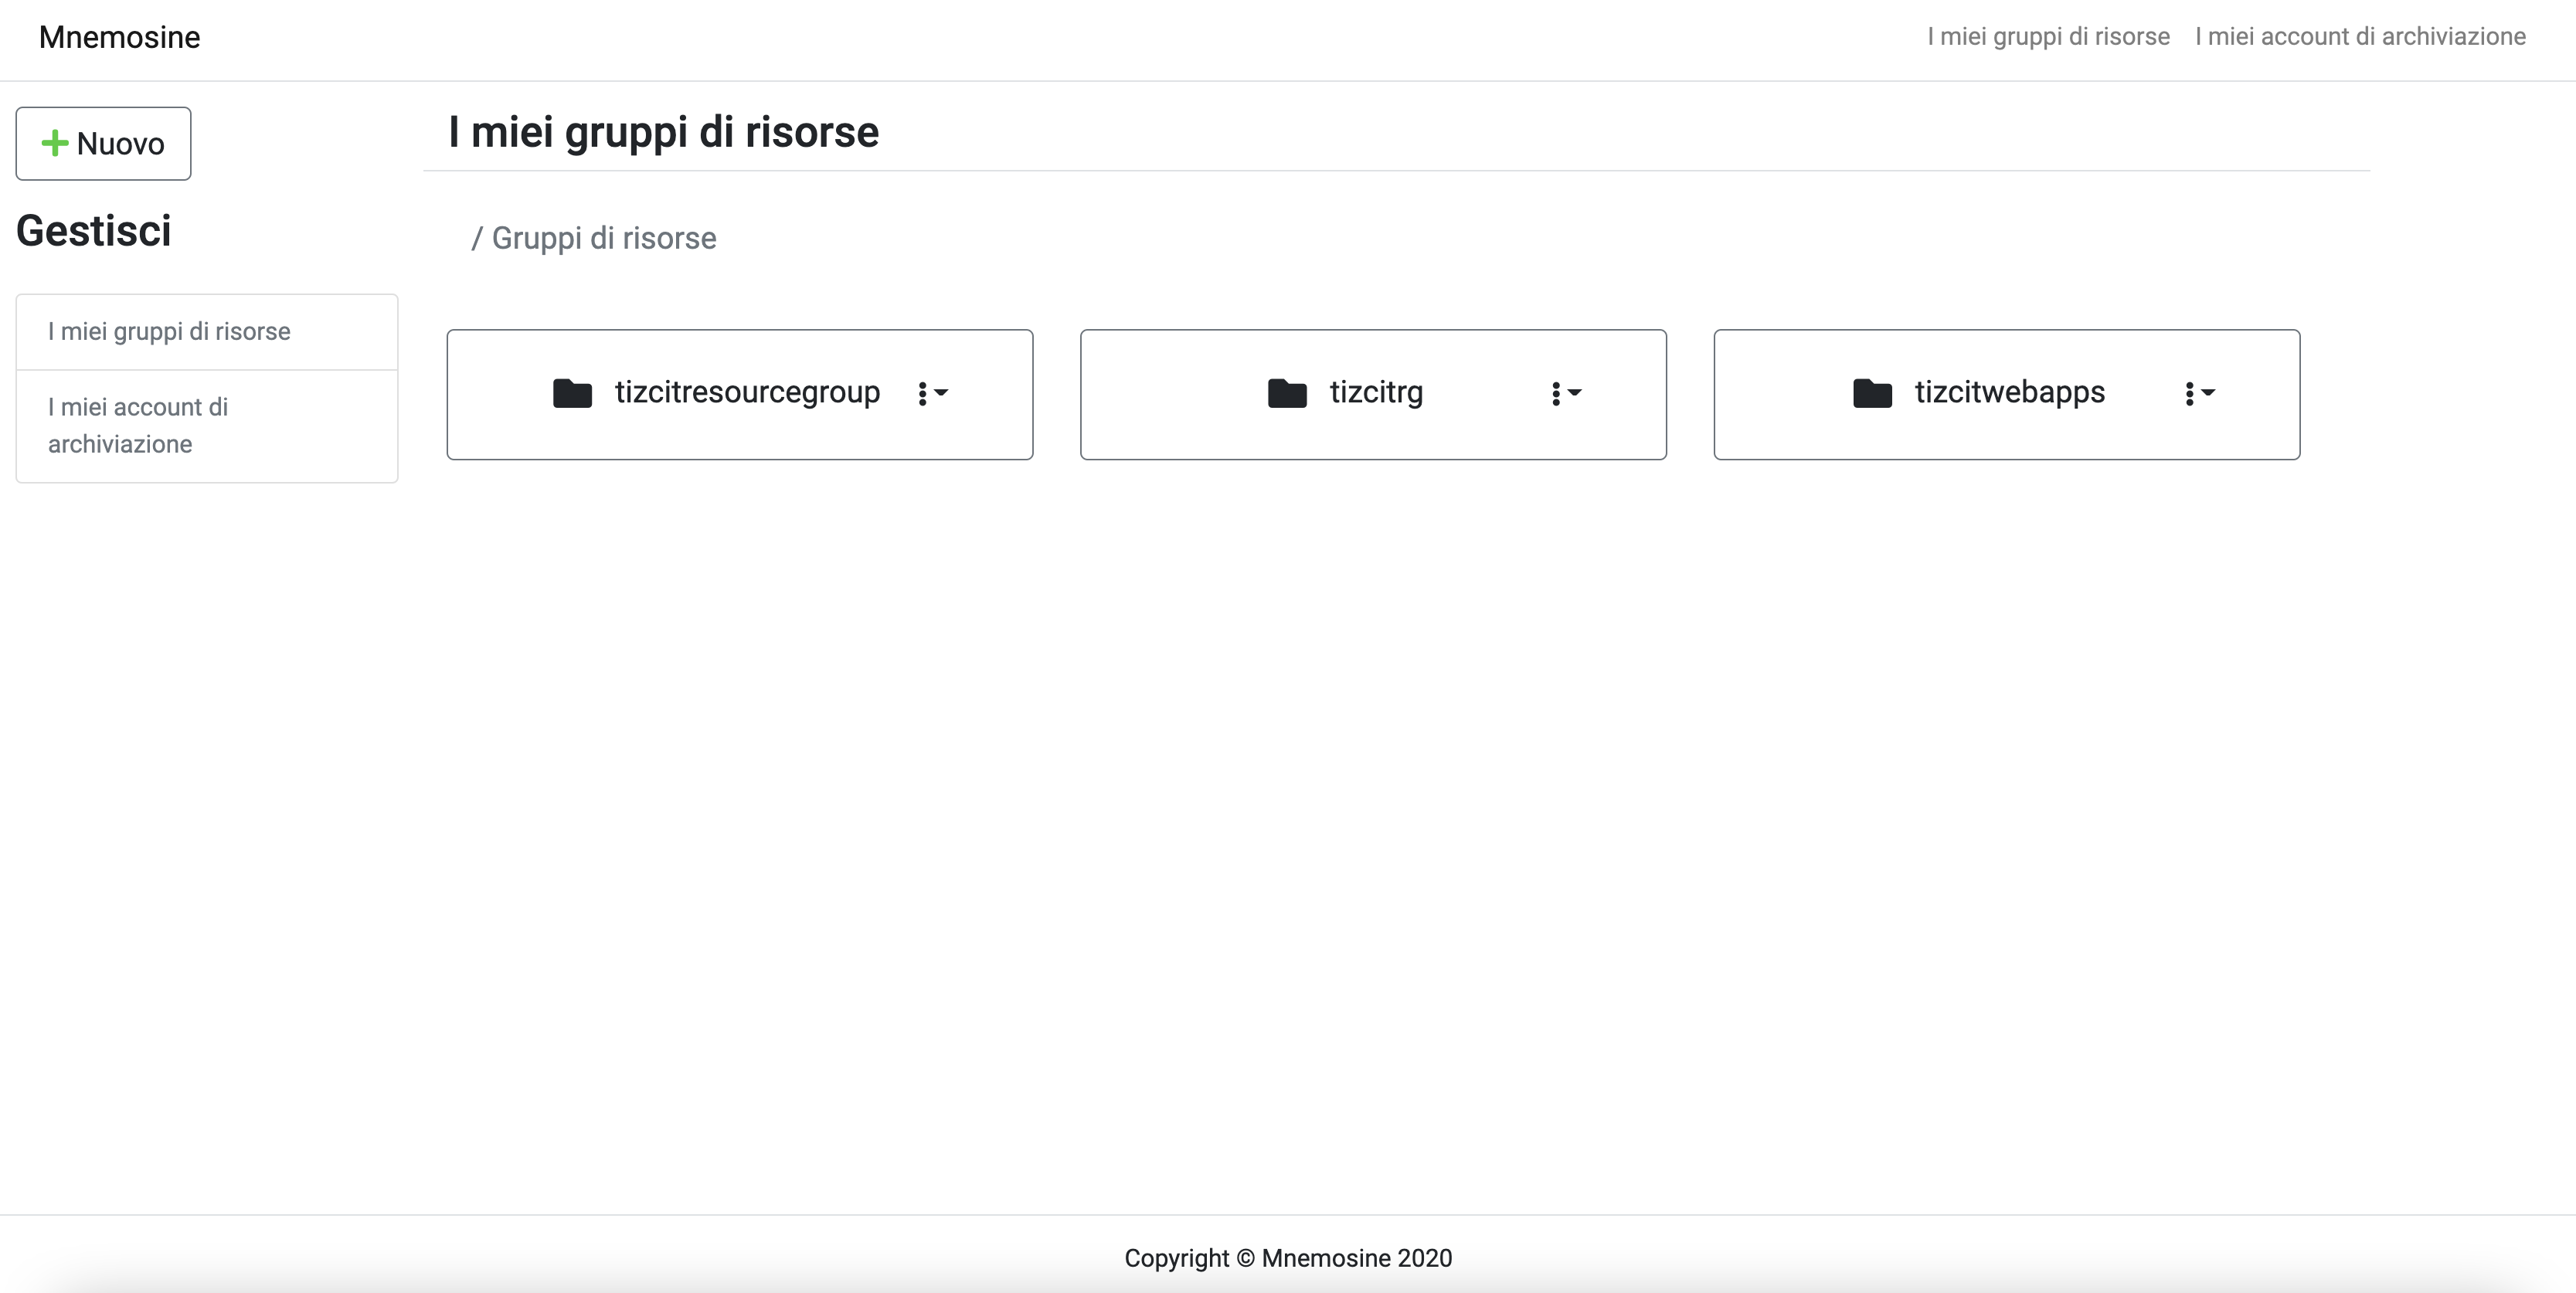 Mnemosine
I miei gruppi di risorse
I miei account di archiviazione
Nuovo
Gestisci
I miei gruppi di risorse
I miei account di
archiviazione
I miei gruppi di risorse
/ Gruppi di risorse
tizcitresourcegroup
tizcitrg
tizcitwebapps
Copyright © Mnemosine 2020